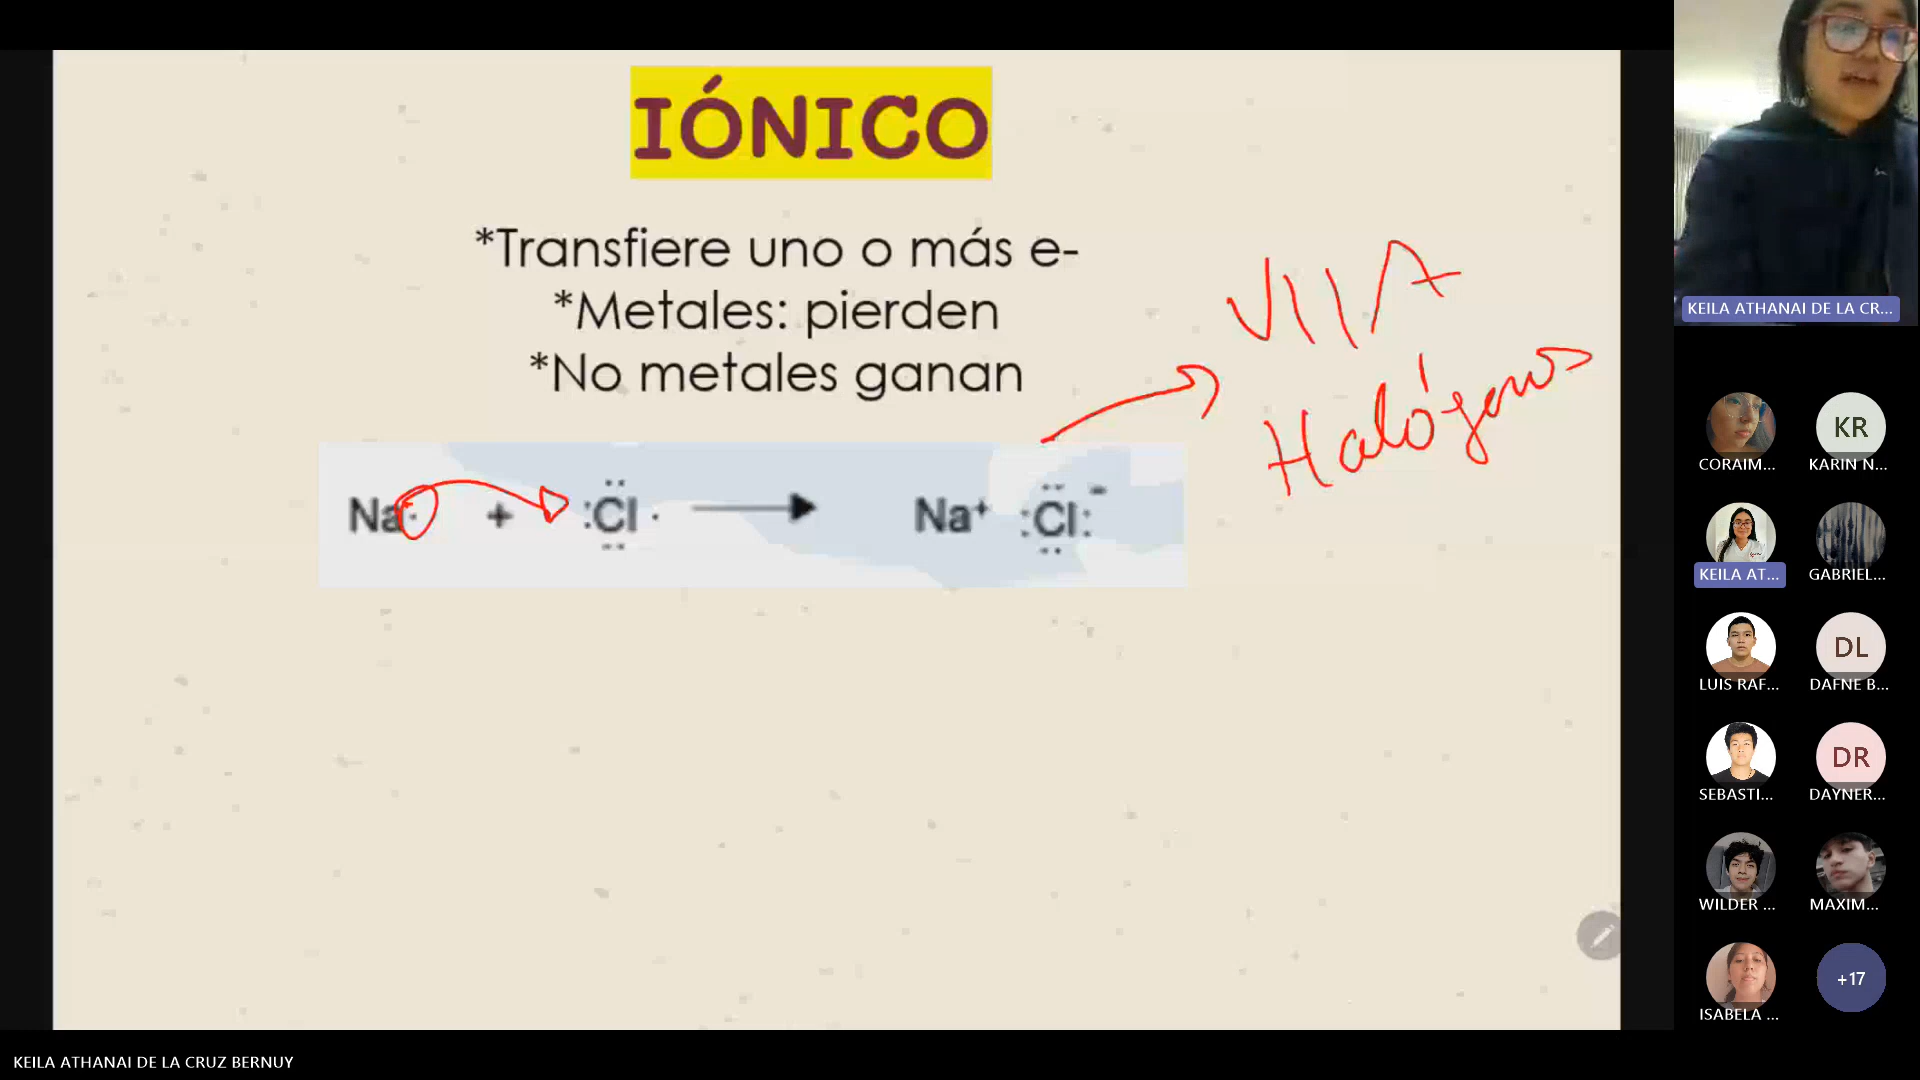 IÓNICO
*Transfiere uno o más e-
*Metales: pierden
*No metales ganan
VIIA
Halógenos
Na· + :Cl· → Na⁺ :Cl:⁻
KEILA ATHANAI DE LA CR...
CORAIM...
KR
KARIN N...
KEILA AT...
GABRIEL...
LUIS RAF...
DL
DAFNE B...
SEBASTI...
DR
DAYNER...
WILDER ...
MAXIM...
ISABELA ...
+17
KEILA ATHANAI DE LA CRUZ BERNUY